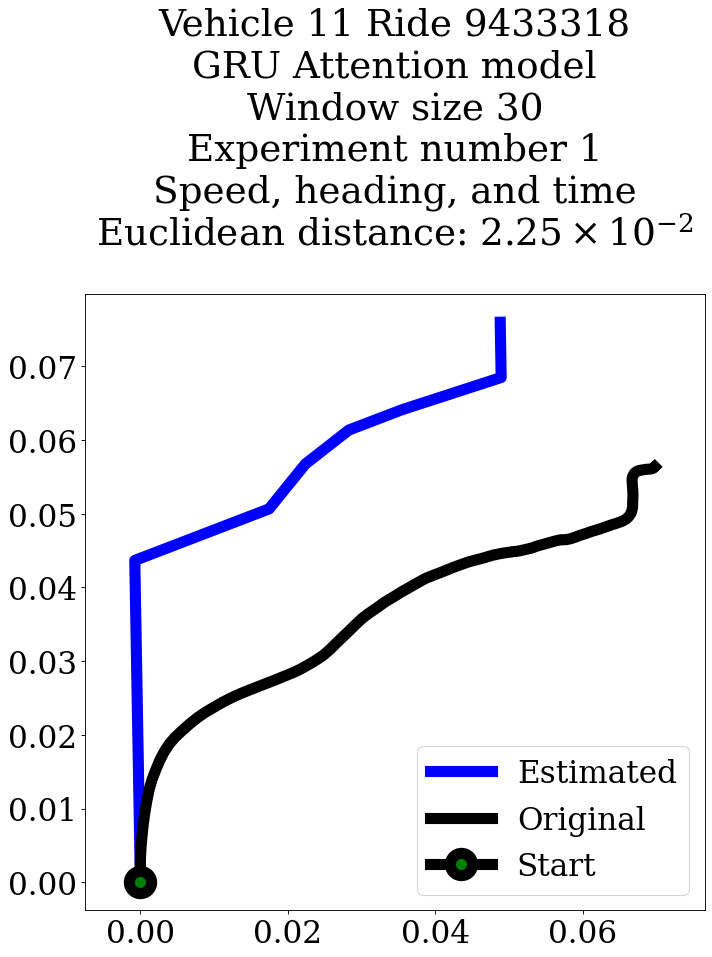 Vehicle 11 Ride 9433318
GRU Attention model
Window size 30
Experiment number 1
Speed, heading, and time
Euclidean distance: 2.25 × 10⁻²
0.07
0.06
0.05
0.04
0.03
0.02
0.01
0.00
Estimated
Original
Start
0.00 0.02 0.04 0.06